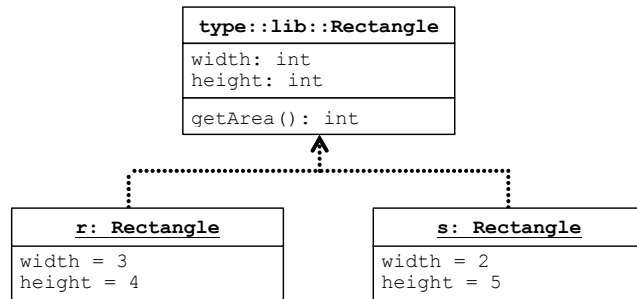 type::lib::Rectangle
width: int
height: int
getArea(): int
r: Rectangle
width = 3
height = 4
s: Rectangle
width = 2
height = 5